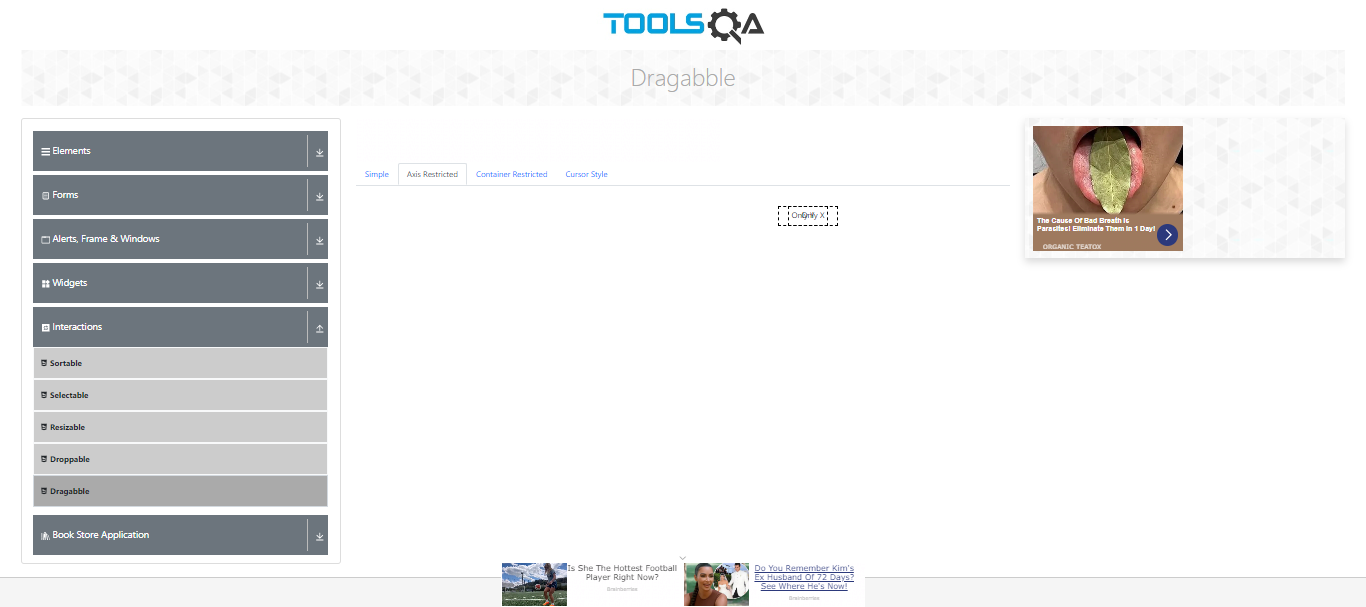 TOOLSQA
Dragabble
Elements
Forms
Alerts, Frame & Windows
Widgets
Interactions
Sortable
Selectable
Resizable
Droppable
Dragabble
Book Store Application
Simple
Axis Restricted
Container Restricted
Cursor Style
Only X
The Cause Of Bad Breath Is
Parasites! Eliminate Them In 1 Day!
ORGANIC TEATOX
Is She The Hottest Football
Player Right Now?
Brainberries
Do You Remember Kim's
Ex Husband Of 72 Days?
See Where He's Now!
Brainberries